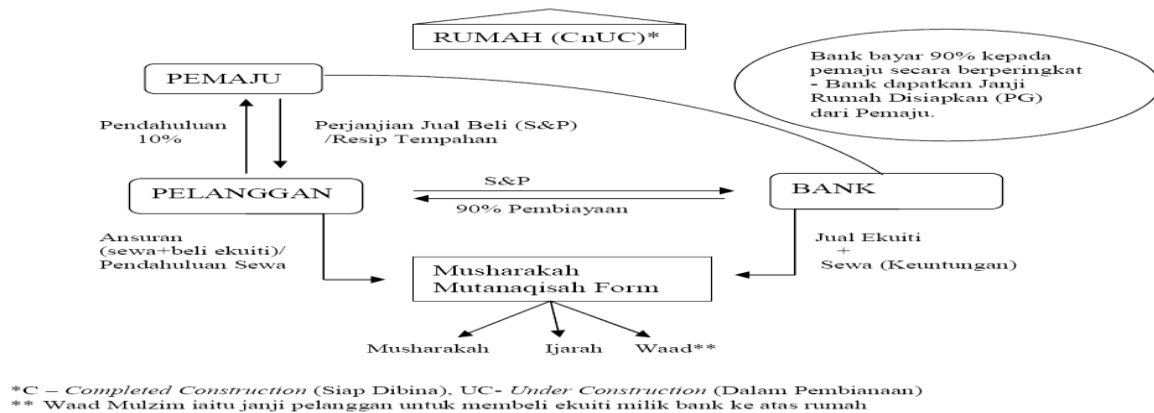 RUMAH (CnUC)*
Bank bayar 90% kepada
pemaju secara berperingkat
- Bank dapatkan Janji
Rumah Disiapkan (PG)
dari Pemaju.
PEMAJU
Pendahuluan
10%
Perjanjian Jual Beli (S&P)
/Resip Tempahan
PELANGGAN
S&P
90% Pembiayaan
BANK
Ansuran
(sewa+beli ekuiti)/
Pendahuluan Sewa
Jual Ekuiti
+
Sewa (Keuntungan)
Musharakah
Mutanaqisah Form
Musharakah
Ijarah
Waad**
*C – Completed Construction (Siap Dibina), UC- Under Construction (Dalam Pembianaan)
** Waad Mulzim iaitu janji pelanggan untuk membeli ekuiti milik bank ke atas rumah